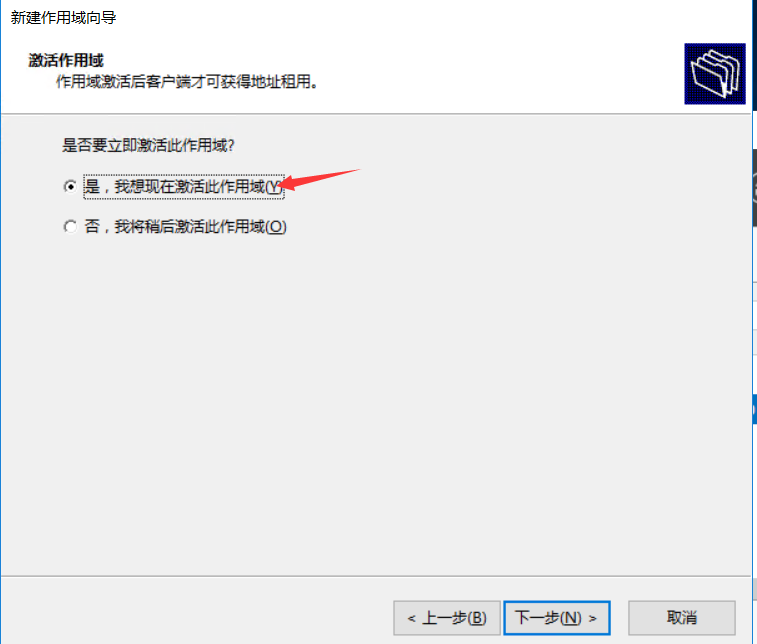 新建作用域向导
激活作用域
作用域激活后客户端才可获得地址租用。
是否要立即激活此作用域?
是，我想现在激活此作用域(Y)
否，我将稍后激活此作用域(O)
< 上一步(B) 下一步(N) > 取消